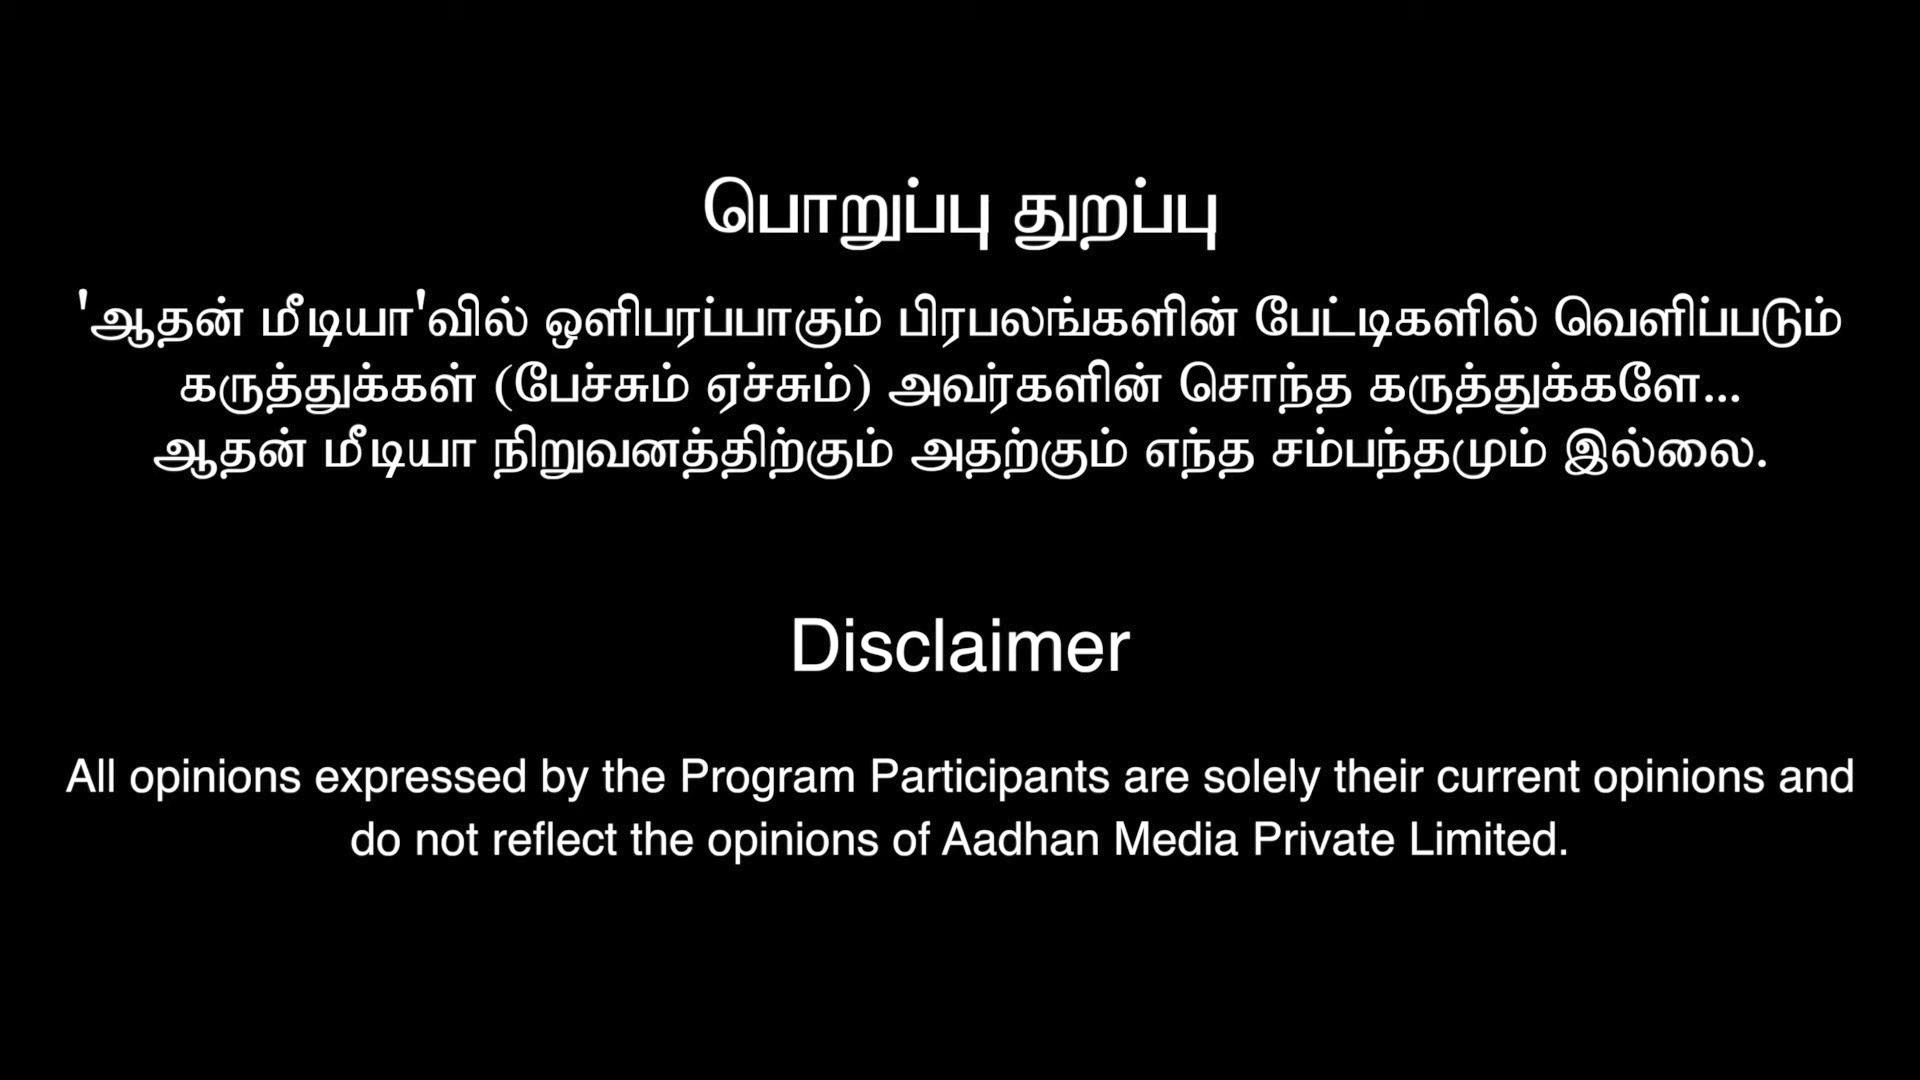 பொறுப்பு துறப்பு
'ஆதன் மீடியா'வில் ஒளிபரப்பாகும் பிரபலங்களின் பேட்டிகளில் வெளிப்படும்
கருத்துக்கள் (பேச்சும் ஏச்சும்) அவர்களின் சொந்த கருத்துக்களே...
ஆதன் மீடியா நிறுவனத்திற்கும் அதற்கும் எந்த சம்பந்தமும் இல்லை.
Disclaimer
All opinions expressed by the Program Participants are solely their current opinions and
do not reflect the opinions of Aadhan Media Private Limited.